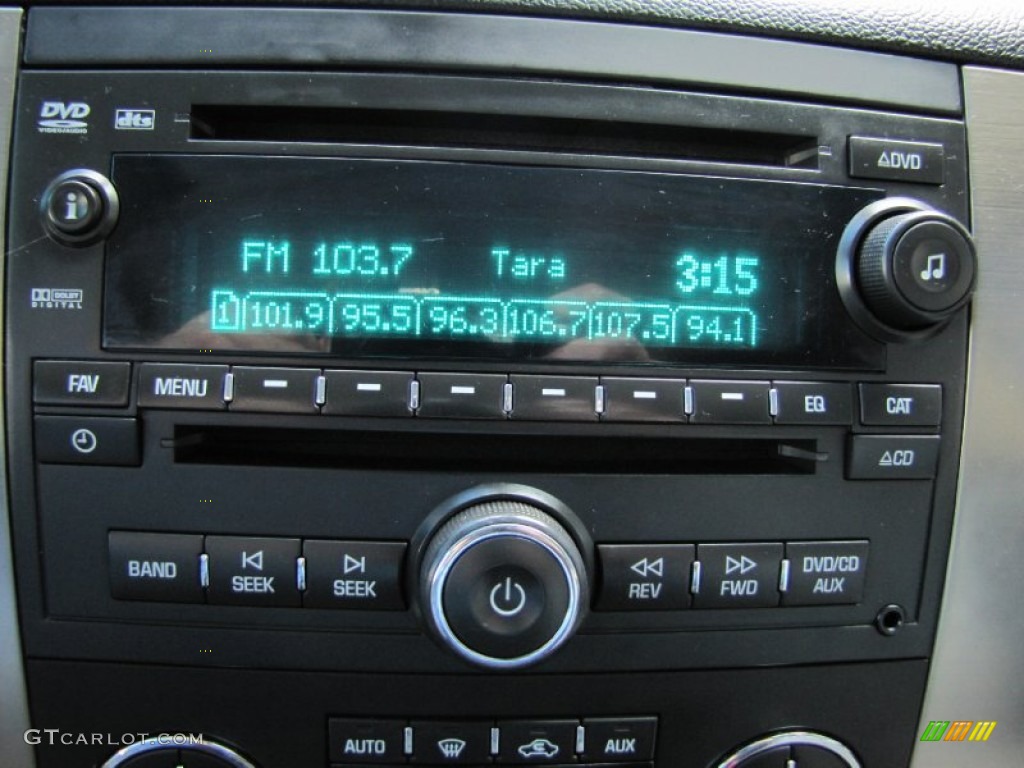 DVD
VIDEO/AUDIO
dts
DVD
i
DOLBY
DIGITAL
FM 103.7 Tara 3:15
1 101.9 95.5 96.3 106.7 107.5 94.1
FAV MENU EQ CAT
CD
BAND SEEK SEEK REV FWD DVD/CD
AUX
AUTO AUX
GTCARLOT.COM